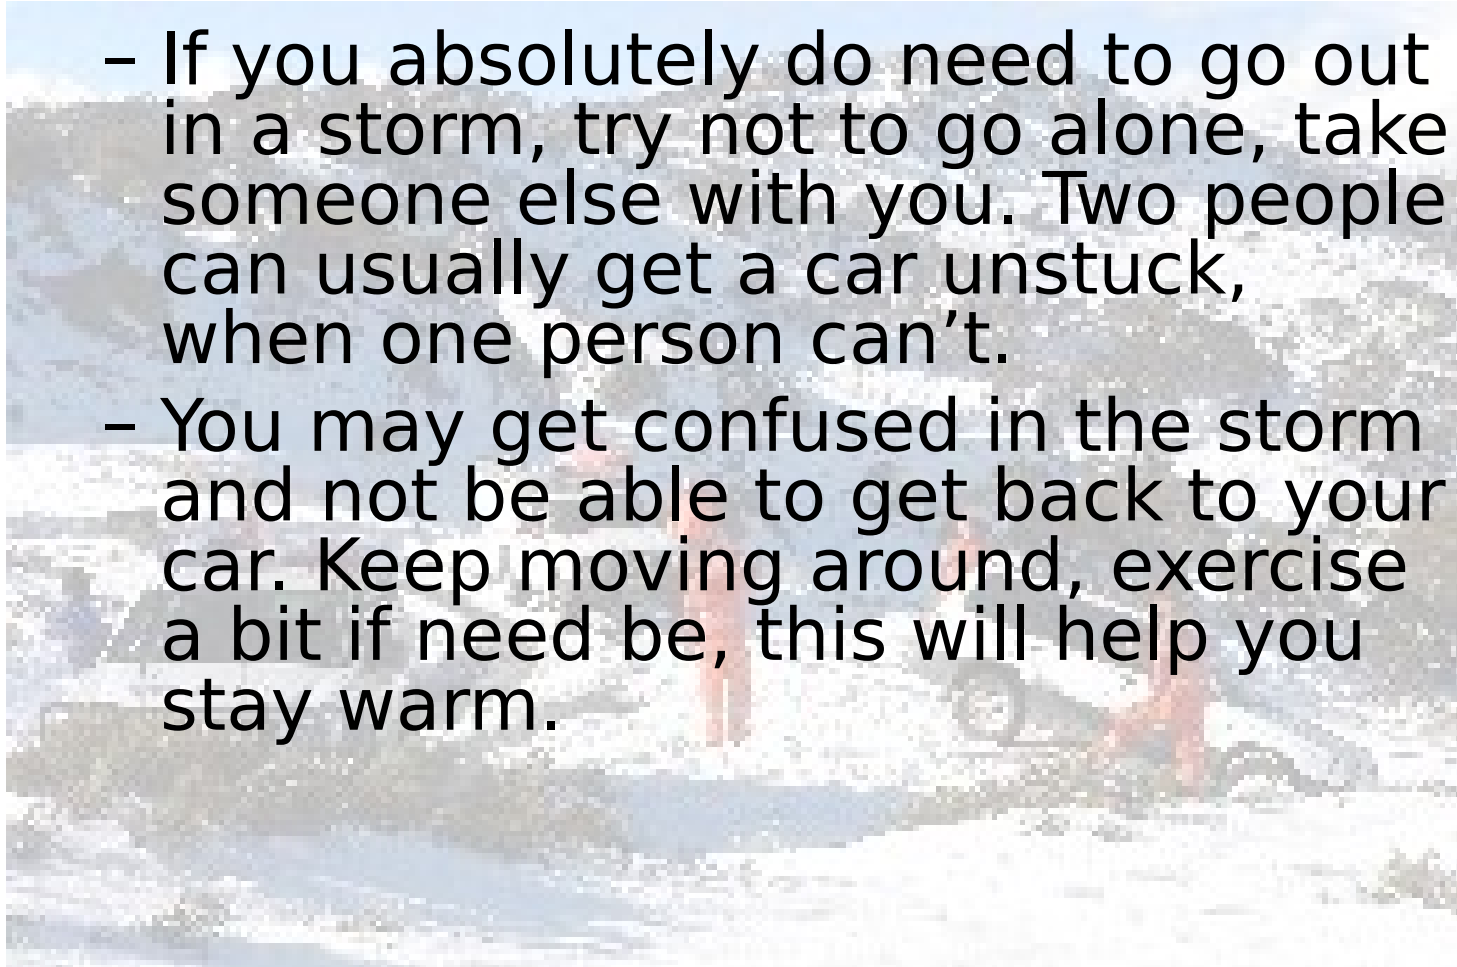 – If you absolutely do need to go out
in a storm, try not to go alone, take
someone else with you. Two people
can usually get a car unstuck,
when one person can’t.
– You may get confused in the storm
and not be able to get back to your
car. Keep moving around, exercise
a bit if need be, this will help you
stay warm.